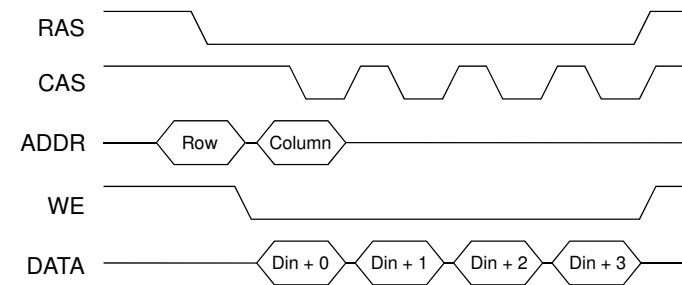 RAS
CAS
ADDR Row Column
WE
DATA Din + 0 Din + 1 Din + 2 Din + 3